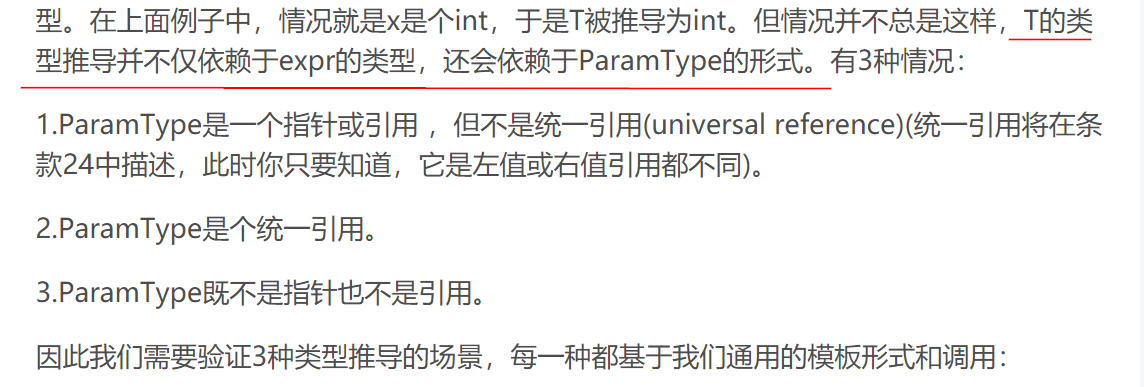 型。在上面例子中，情况就是x是个int，于是T被推导为int。但情况并不总是这样，T的类
型推导并不仅依赖于expr的类型，还会依赖于ParamType的形式。有3种情况：
1.ParamType是一个指针或引用 ，但不是统一引用(universal reference)(统一引用将在条
款24中描述，此时你只要知道，它是左值或右值引用都不同)。
2.ParamType是个统一引用。
3.ParamType既不是指针也不是引用。
因此我们需要验证3种类型推导的场景，每一种都基于我们通用的模板形式和调用：